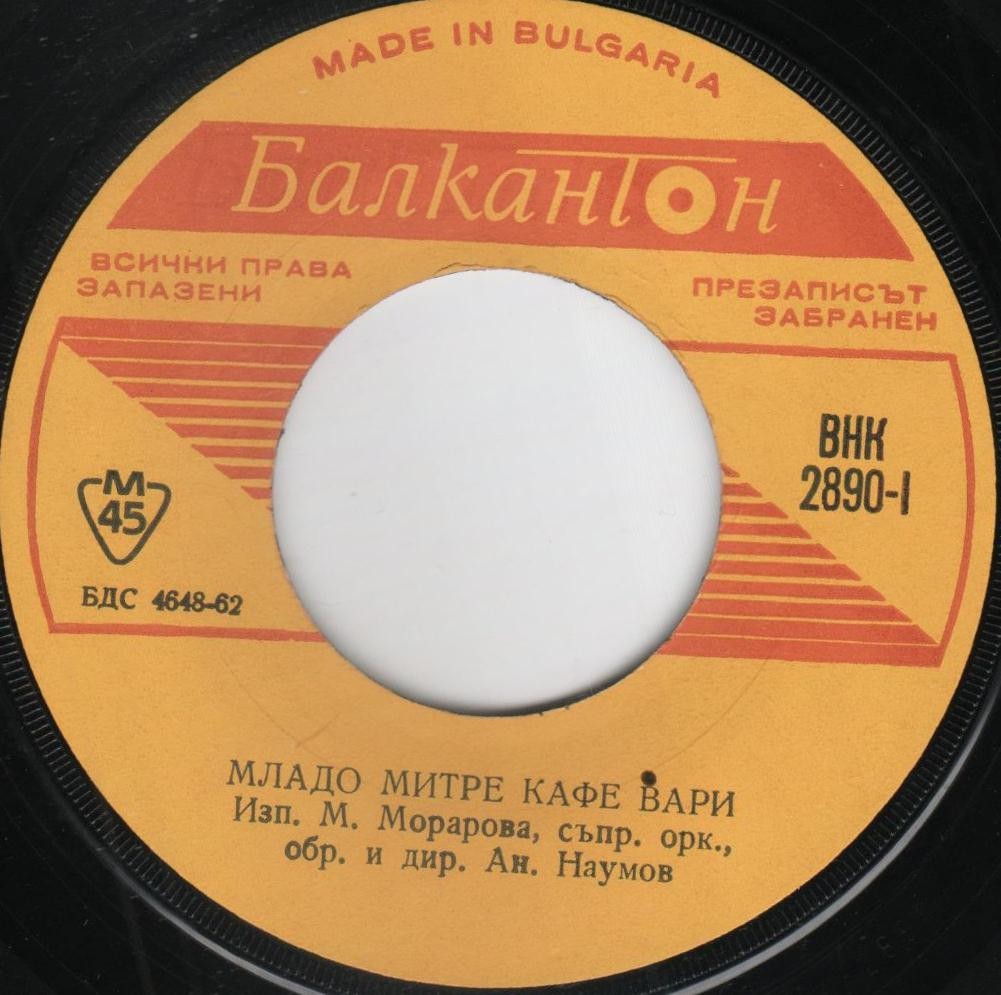 MADE IN BULGARIA
БалканТон
ВСИЧКИ ПРАВА
ЗАПАЗЕНИ
ПРЕЗАПИСЪТ
ЗАБРАНЕН
ВНК
2890-I
М
45
БДС 4648-62
МЛАДО МИТРЕ КАФЕ ВАРИ
Изп. М. Морарова, съпр. орк.,
обр. и дир. Ан. Наумов